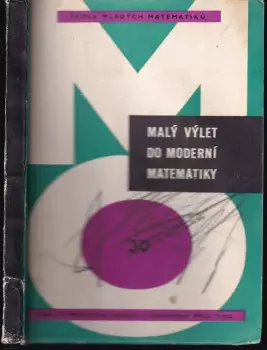 ŠKOLA MLADÝCH MATEMATIKŮ
MALÝ VÝLET
DO MODERNÍ
MATEMATIKY
30